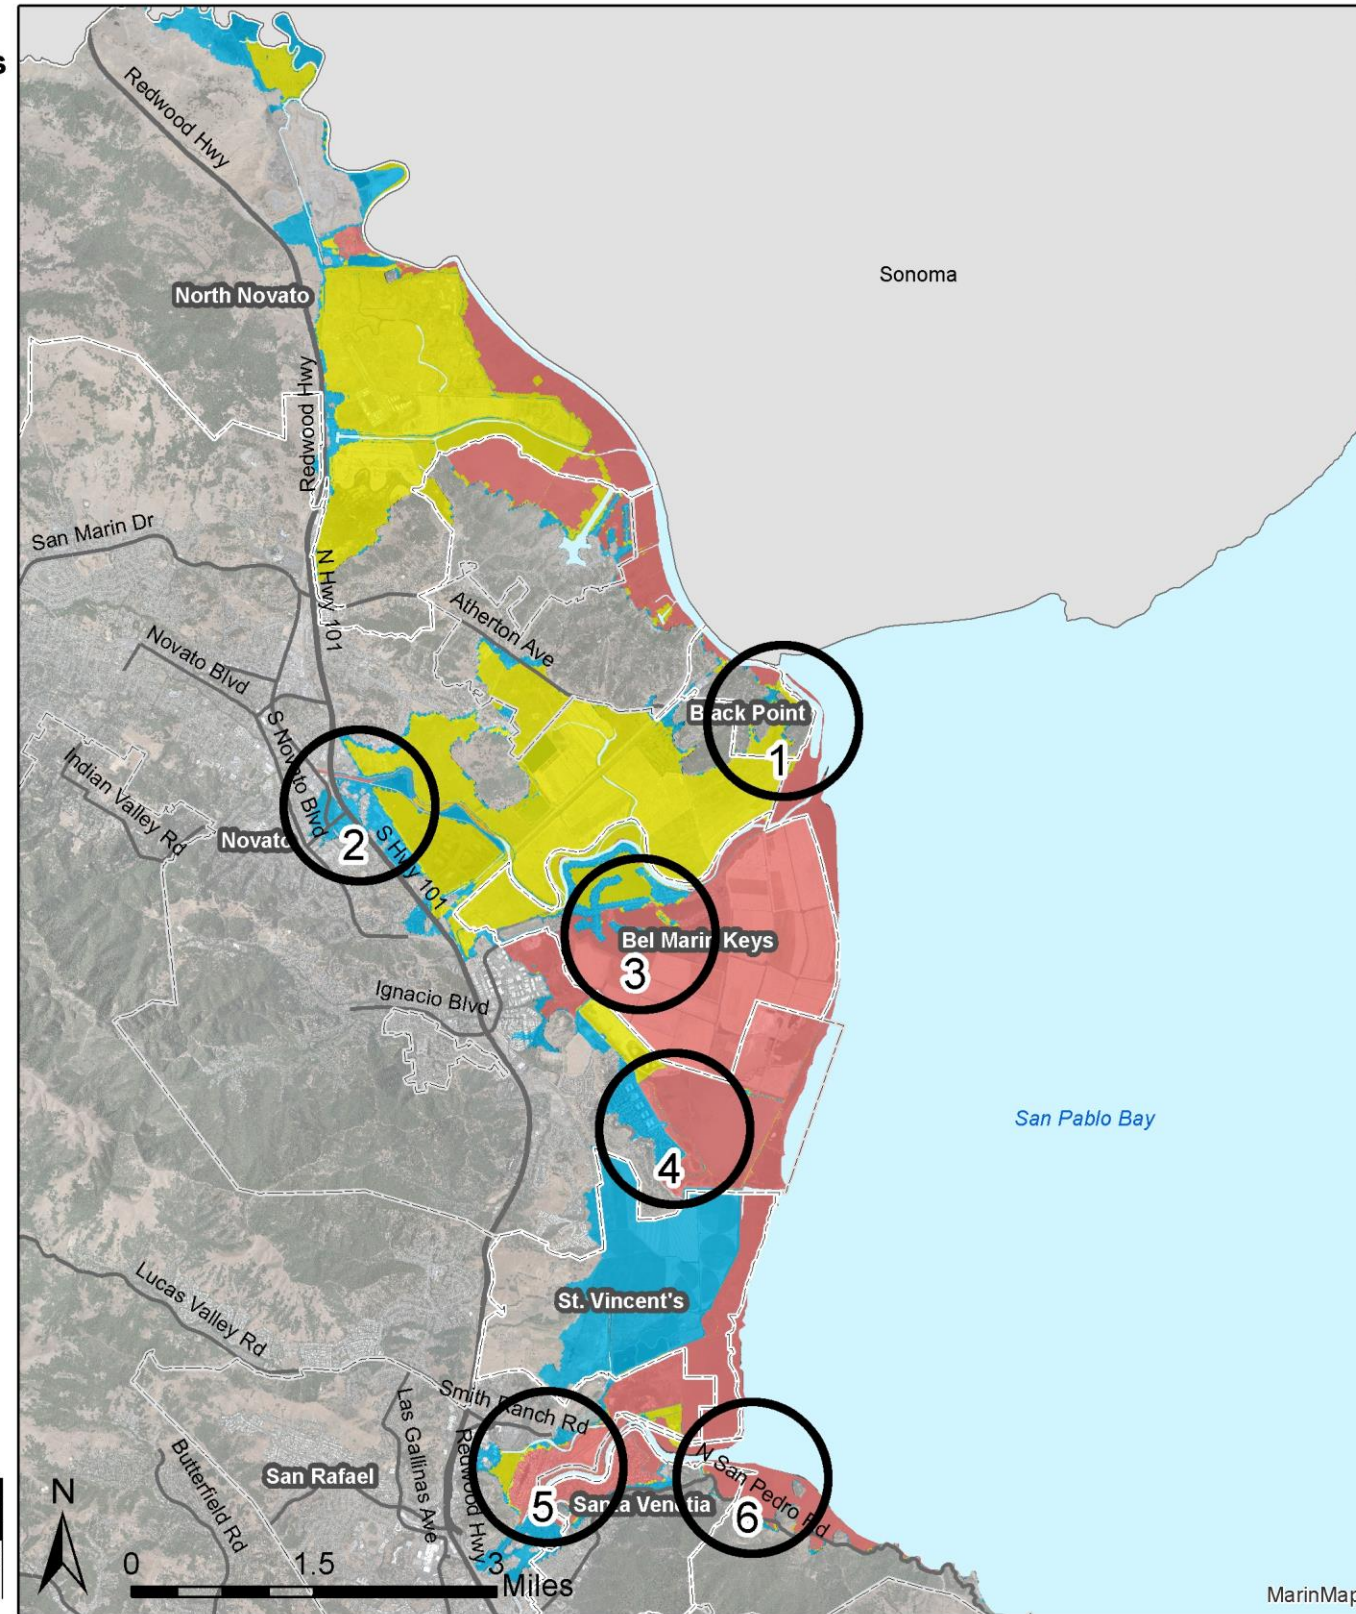 s
Redwood Hwy
Sonoma
North Novato
Redwood Hwy
San Marin Dr
N Hwy 101
Atherton Ave
Novato Blvd
Black Point
1
S Novato Blvd
Indian Valley Rd
Novato
2
S Hwy 101
Bel Marin Keys
3
Ignacio Blvd
San Pablo Bay
4
St. Vincent's
Lucas Valley Rd
Smith Ranch Rd
Las Gallinas Ave
Redwood Hwy
Butterfield Rd
San Rafael
N San Pedro Rd
5
Santa Venetia
6
N
0 1.5 3
Miles
MarinMap